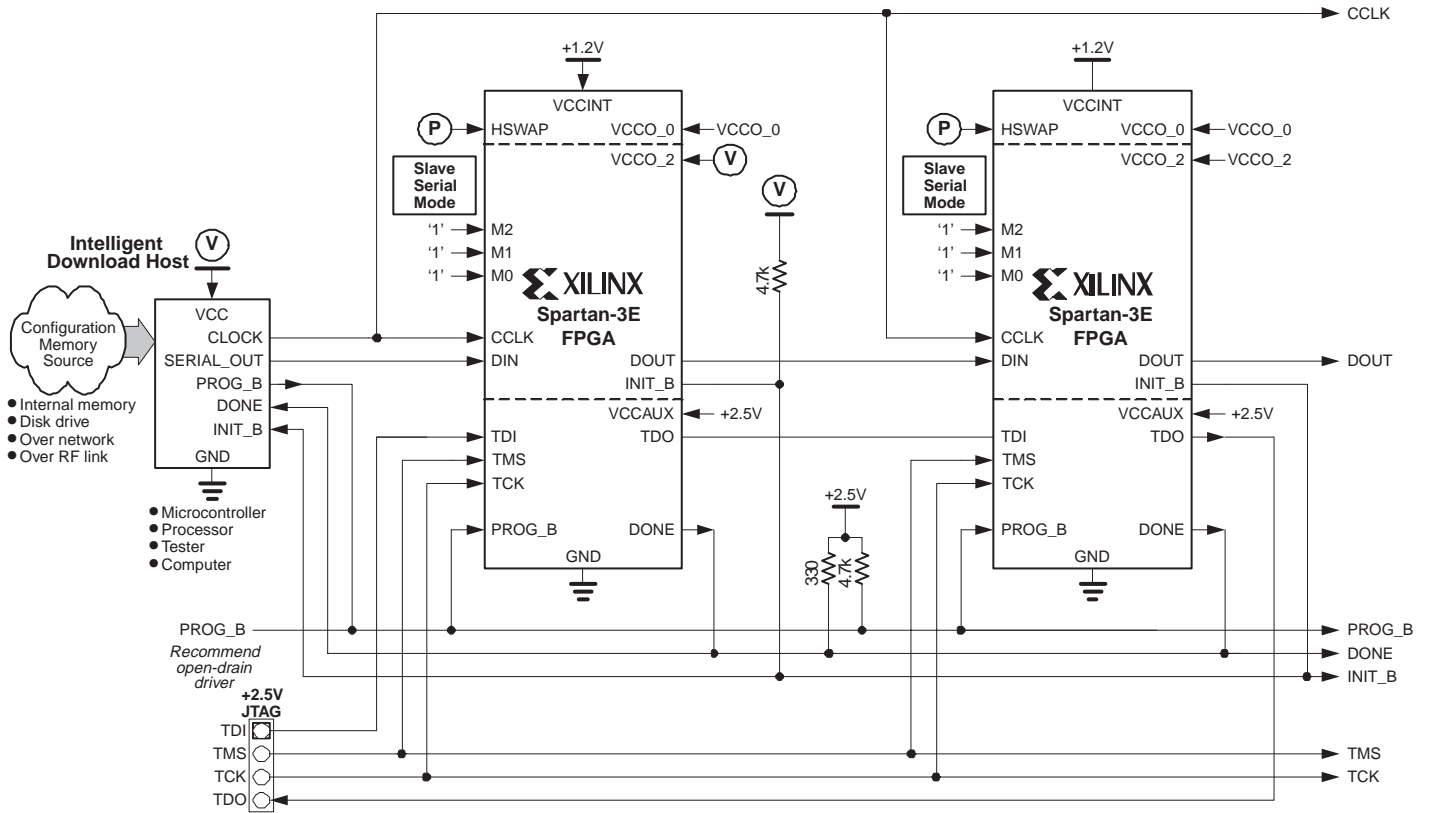 CCLK
+1.2V
+1.2V
VCCINT
VCCINT
P
HSWAP
VCCO_0
VCCO_0
P
HSWAP
VCCO_0
VCCO_0
VCCO_2
V
VCCO_2
VCCO_2
Slave
Serial
Mode
Slave
Serial
Mode
V
'1'
M2
'1'
M1
'1'
M0
'1'
M2
'1'
M1
'1'
M0
4.7k
XILINX
Spartan-3E
FPGA
XILINX
Spartan-3E
FPGA
Intelligent
Download Host
V
Configuration
Memory
Source
VCC
CLOCK
SERIAL_OUT
PROG_B
DONE
INIT_B
GND
Internal memory
Disk drive
Over network
Over RF link
Microcontroller
Processor
Tester
Computer
CCLK
DIN
DOUT
INIT_B
CCLK
DIN
DOUT
INIT_B
DOUT
VCCAUX
+2.5V
TDI
TDO
TMS
TCK
PROG_B
DONE
GND
VCCAUX
+2.5V
TDI
TDO
TMS
TCK
PROG_B
DONE
GND
+2.5V
330
4.7k
PROG_B
Recommend
open-drain
driver
PROG_B
DONE
INIT_B
+2.5V
JTAG
TDI
TMS
TCK
TDO
TMS
TCK